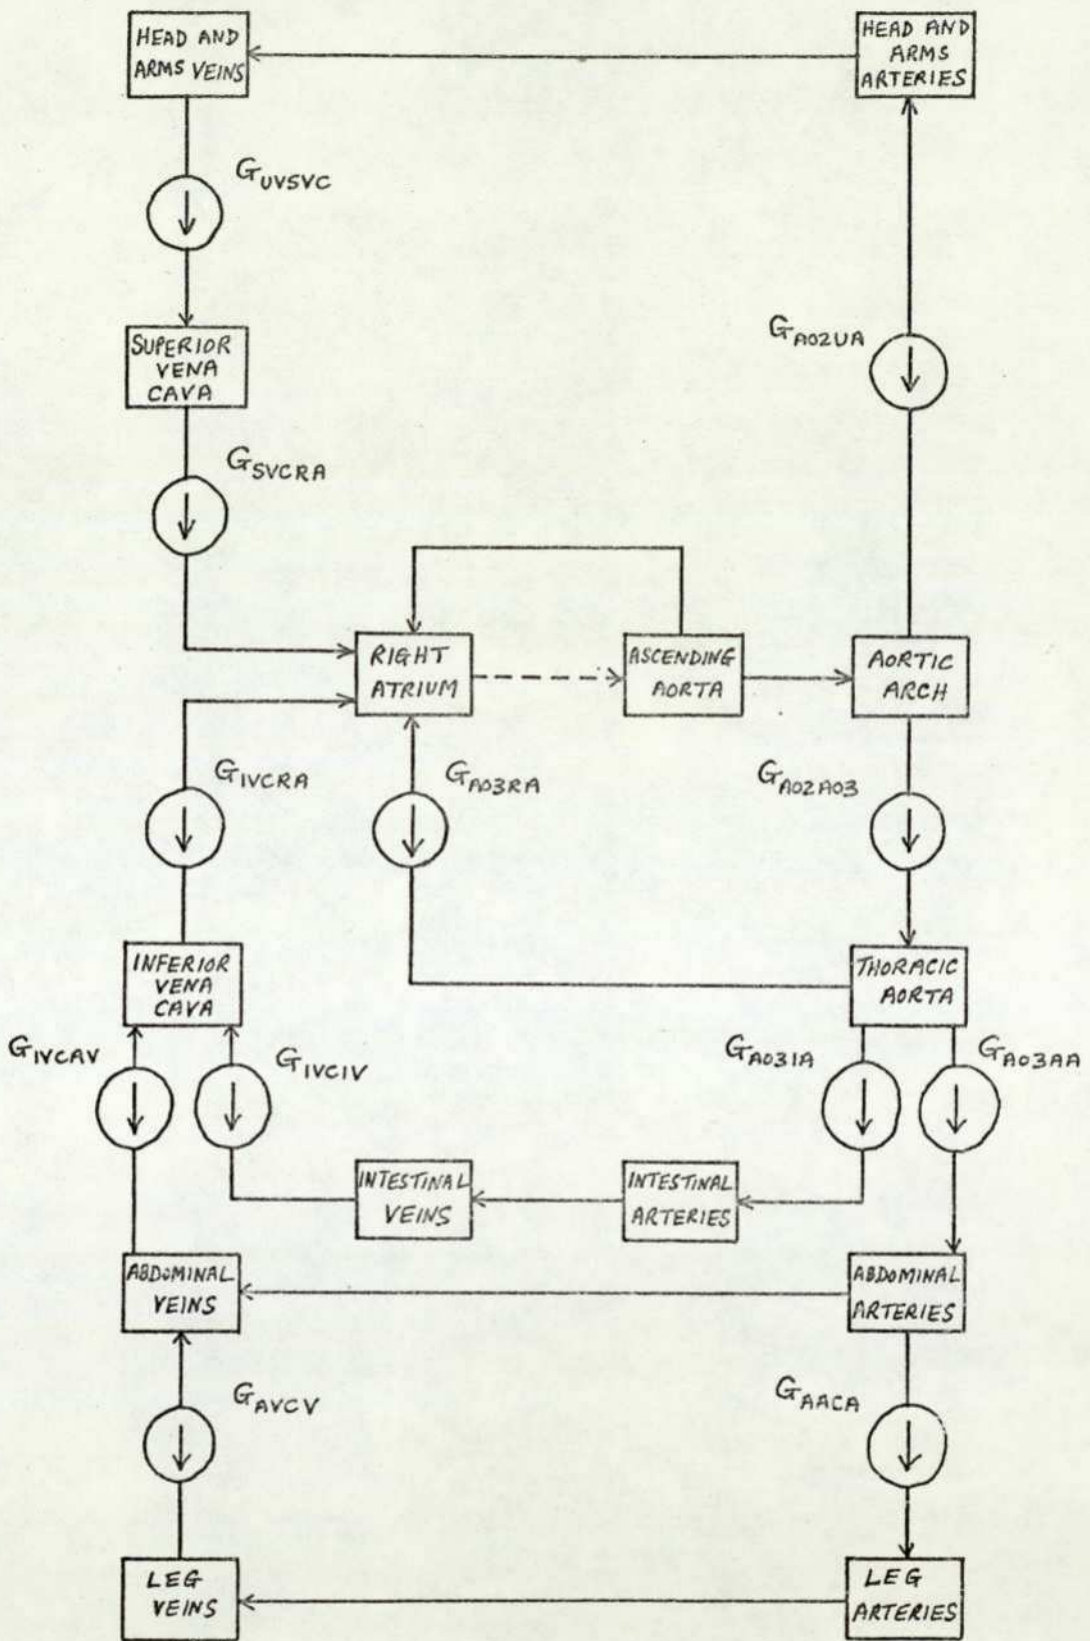 HEAD AND
ARMS VEINS
HEAD AND
ARMS
ARTERIES
GUVSVC
SUPERIOR
VENA
CAVA
GAO2UA
GSVCRA
RIGHT
ATRIUM
ASCENDING
AORTA
AORTIC
ARCH
GIVCRA
GAO3RA
GAO2AO3
INFERIOR
VENA
CAVA
THORACIC
AORTA
GIVCAV
GIVCIV
GAO3IA
GAO3AA
INTESTINAL
VEINS
INTESTINAL
ARTERIES
ABDOMINAL
VEINS
ABDOMINAL
ARTERIES
GAVCV
GAACA
LEG
VEINS
LEG
ARTERIES